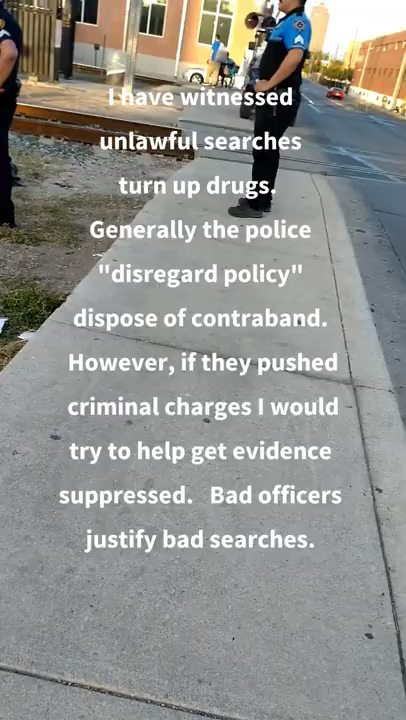 I have witnessed
unlawful searches
turn up drugs.
Generally the police
"disregard policy"
dispose of contraband.
However, if they pushed
criminal charges I would
try to help get evidence
suppressed. Bad officers
justify bad searches.